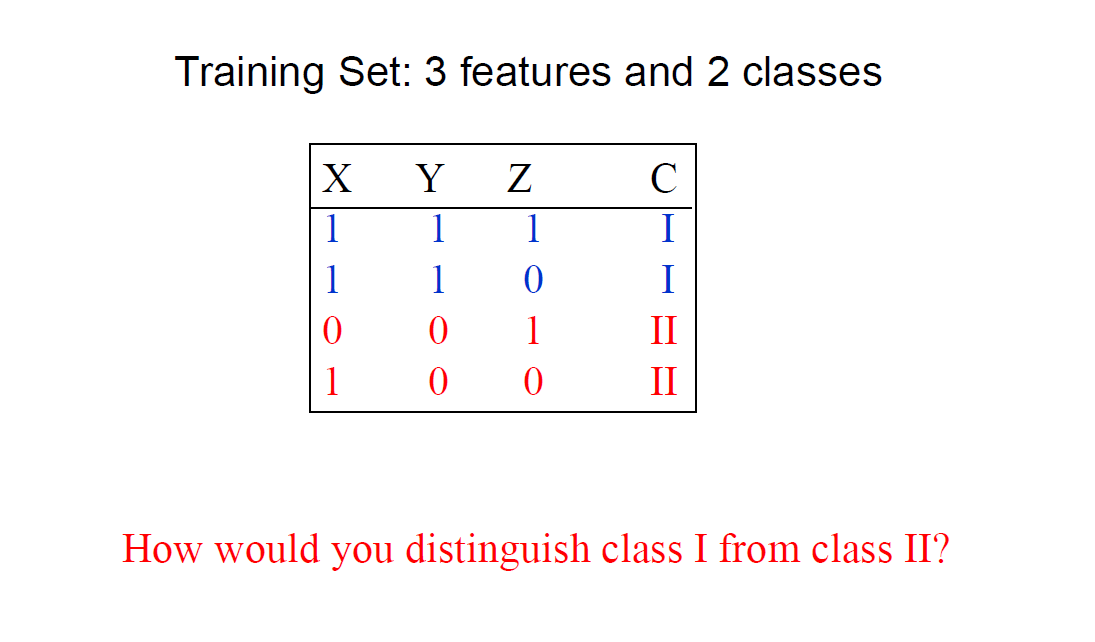 Training Set: 3 features and 2 classes
X Y Z C
1 1 1 I
1 1 0 I
0 0 1 II
1 0 0 II
How would you distinguish class I from class II?